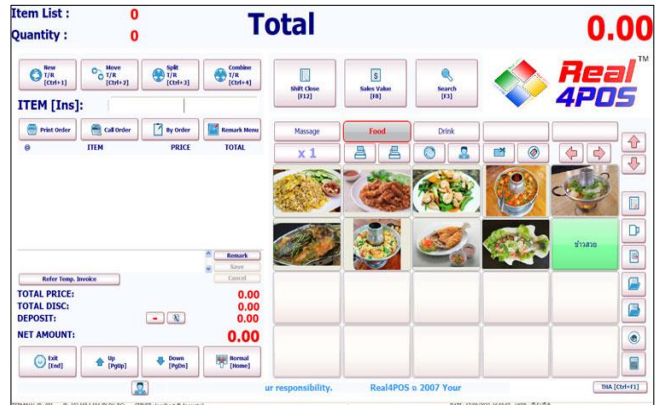 Item List : 0
Quantity : 0
Total
0.00
New T/R [Ctrl+1]
Move T/R [Ctrl+2]
Split T/R [Ctrl+3]
Combine T/R [Ctrl+4]
Shift Close [F12]
Sales Value [F8]
Search [F3]
Real 4POS TM
ITEM [Ins]:
Print Order
Call Order
By Order
Remark Menu
Massage
Food
Drink
@ ITEM PRICE TOTAL
x 1
ข้าวสวย
Remark
Save
Cancel
Refer Temp. Invoice
TOTAL PRICE: 0.00
TOTAL DISC: 0.00
DEPOSIT: 0.00
NET AMOUNT: 0.00
Exit [End]
Up [PgUp]
Down [PgDn]
Normal [Home]
ur responsibility. Real4POS © 2007 Your
THA [Ctrl+F1]